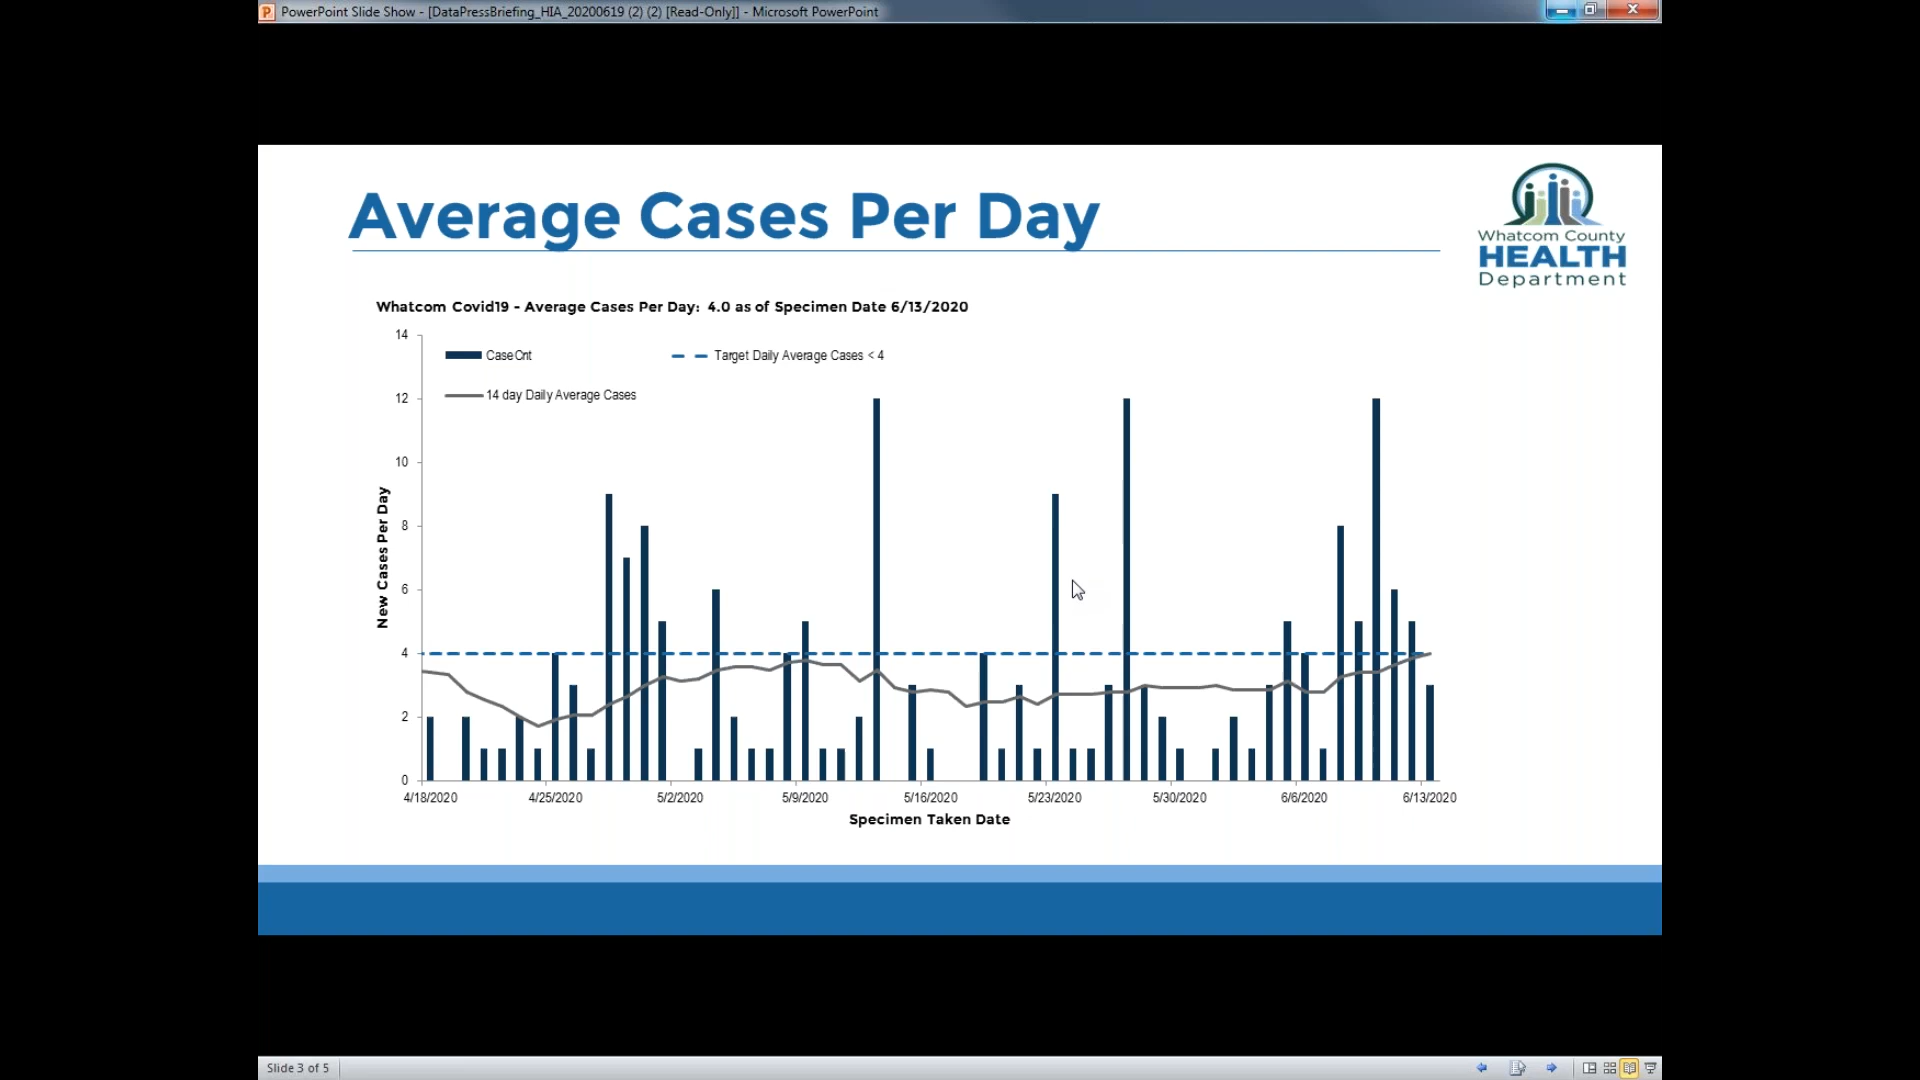 PowerPoint Slide Show - [DataPressBriefing_HIA_20200619 (2) (2) [Read-Only]] - Microsoft PowerPoint
Average Cases Per Day
Whatcom County
HEALTH
Department
Whatcom Covid19 - Average Cases Per Day: 4.0 as of Specimen Date 6/13/2020
CaseCnt
Target Daily Average Cases < 4
14 day Daily Average Cases
New Cases Per Day
14
12
10
8
6
4
2
0
4/18/2020 4/25/2020 5/2/2020 5/9/2020 5/16/2020 5/23/2020 5/30/2020 6/6/2020 6/13/2020
Specimen Taken Date
Slide 3 of 5